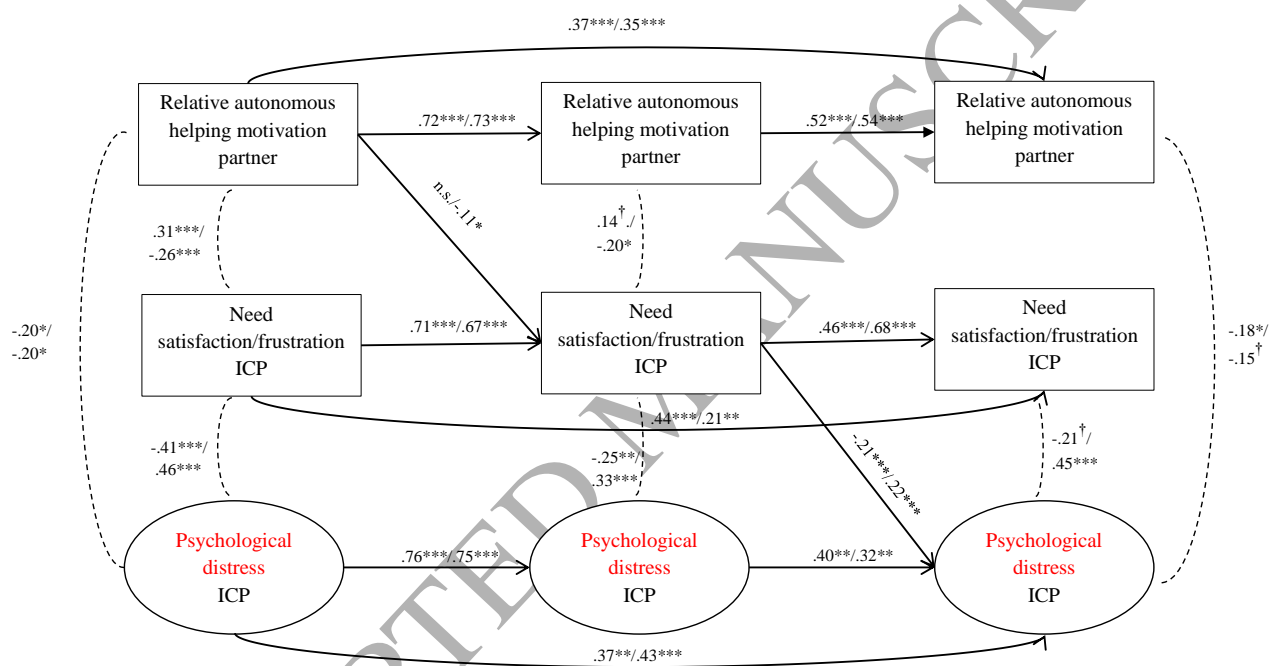 .37***/.35***
Relative autonomous
helping motivation
partner
.72***/.73***
Relative autonomous
helping motivation
partner
.52***/.54***
Relative autonomous
helping motivation
partner
n.s./-.11*
.31***/
-.26***
.14†./
-.20*
-.20*/
-.20*
Need
satisfaction/frustration
ICP
.71***/.67***
Need
satisfaction/frustration
ICP
.46***/.68***
Need
satisfaction/frustration
ICP
-.18*/
-.15†
.44***/.21**
-.41***/
.46***
-.25**/
.33***
-.21***/.22***
-.21†/
.45***
Psychological
distress
ICP
.76***/.75***
Psychological
distress
ICP
.40**/.32**
Psychological
distress
ICP
.37**/.43***
PTED MANUSCR